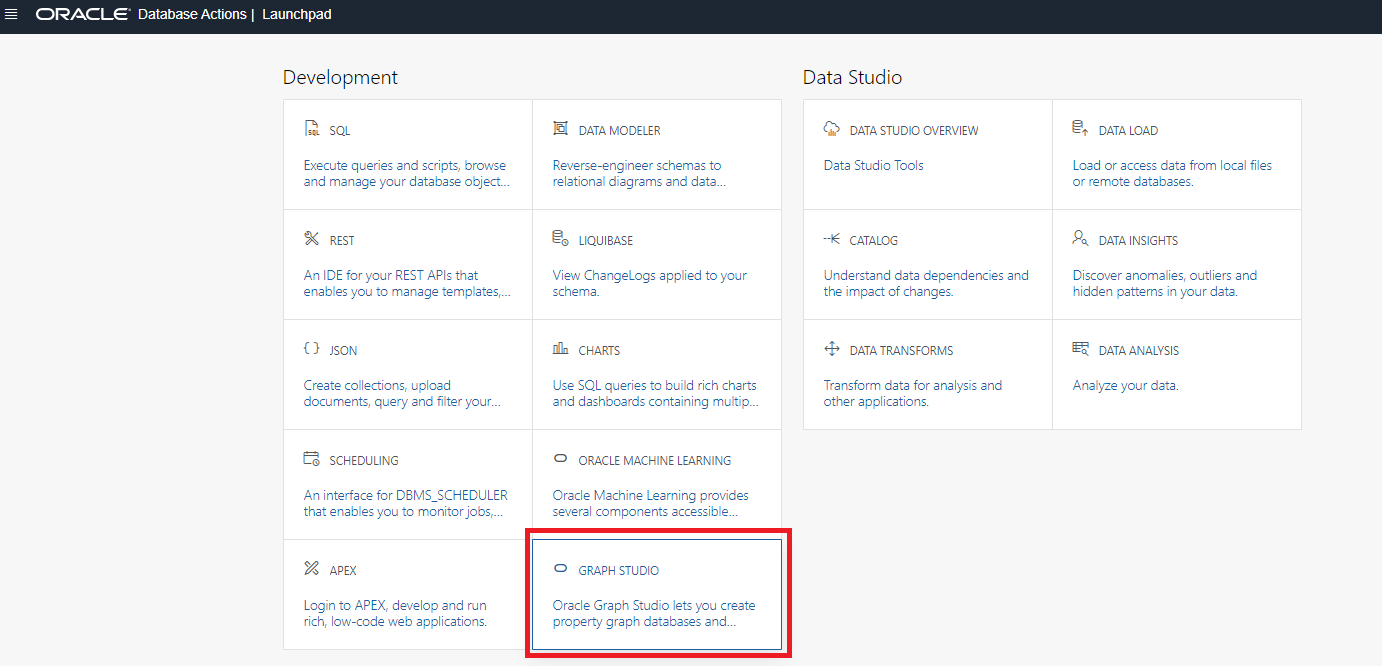 ORACLE Database Actions | Launchpad
Development
SQL
Execute queries and scripts, browse
and manage your database object...
DATA MODELER
Reverse-engineer schemas to
relational diagrams and data...
REST
An IDE for your REST APIs that
enables you to manage templates,...
LIQUIBASE
View ChangeLogs applied to your
schema.
JSON
Create collections, upload
documents, query and filter your...
CHARTS
Use SQL queries to build rich charts
and dashboards containing multip...
SCHEDULING
An interface for DBMS_SCHEDULER
that enables you to monitor jobs,...
ORACLE MACHINE LEARNING
Oracle Machine Learning provides
several components accessible...
APEX
Login to APEX, develop and run
rich, low-code web applications.
GRAPH STUDIO
Oracle Graph Studio lets you create
property graph databases and...
Data Studio
DATA STUDIO OVERVIEW
Data Studio Tools
DATA LOAD
Load or access data from local files
or remote databases.
CATALOG
Understand data dependencies and
the impact of changes.
DATA INSIGHTS
Discover anomalies, outliers and
hidden patterns in your data.
DATA TRANSFORMS
Transform data for analysis and
other applications.
DATA ANALYSIS
Analyze your data.